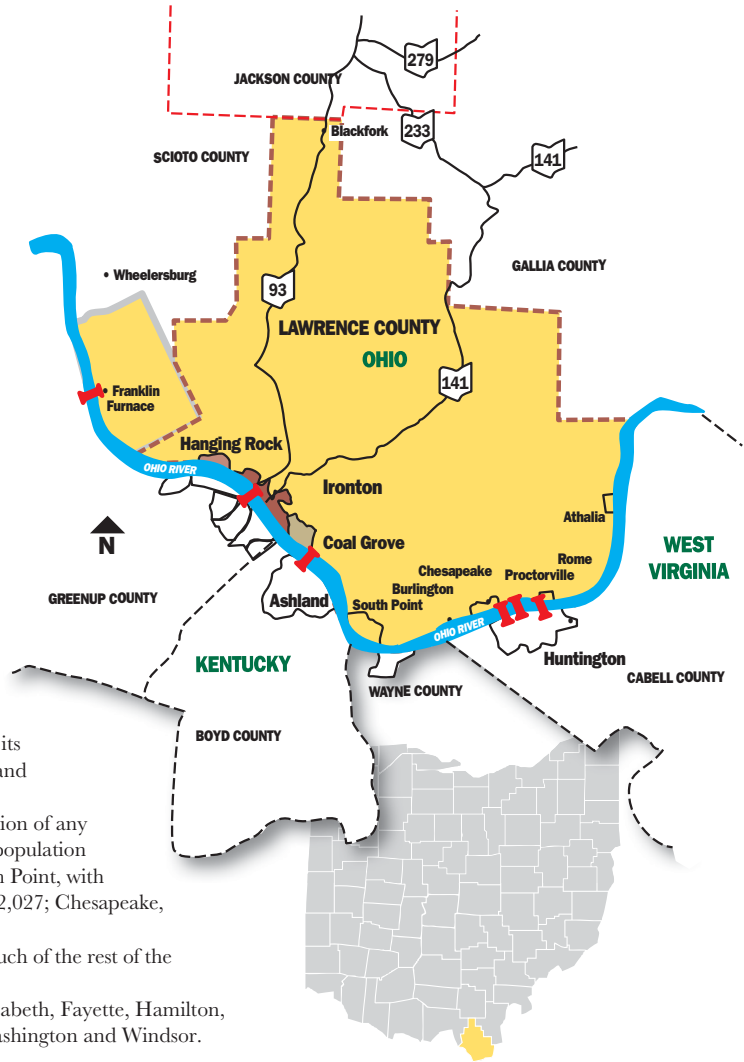 279
JACKSON COUNTY
Blackfork
233
SCIOTO COUNTY
141
Wheelersburg
GALLIA COUNTY
93
LAWRENCE COUNTY
OHIO
141
Franklin
Furnace
Hanging Rock
OHIO RIVER
Ironton
Athalia
N
Coal Grove
WEST
VIRGINIA
Rome
Chesapeake
Proctorville
Burlington
GREENUP COUNTY
Ashland
South Point
OHIO RIVER
Huntington
KENTUCKY
CABELL COUNTY
WAYNE COUNTY
BOYD COUNTY
its
and
ion of any
population
Point, with
2,027; Chesapeake,
uch of the rest of the
abeth, Fayette, Hamilton,
ashington and Windsor.